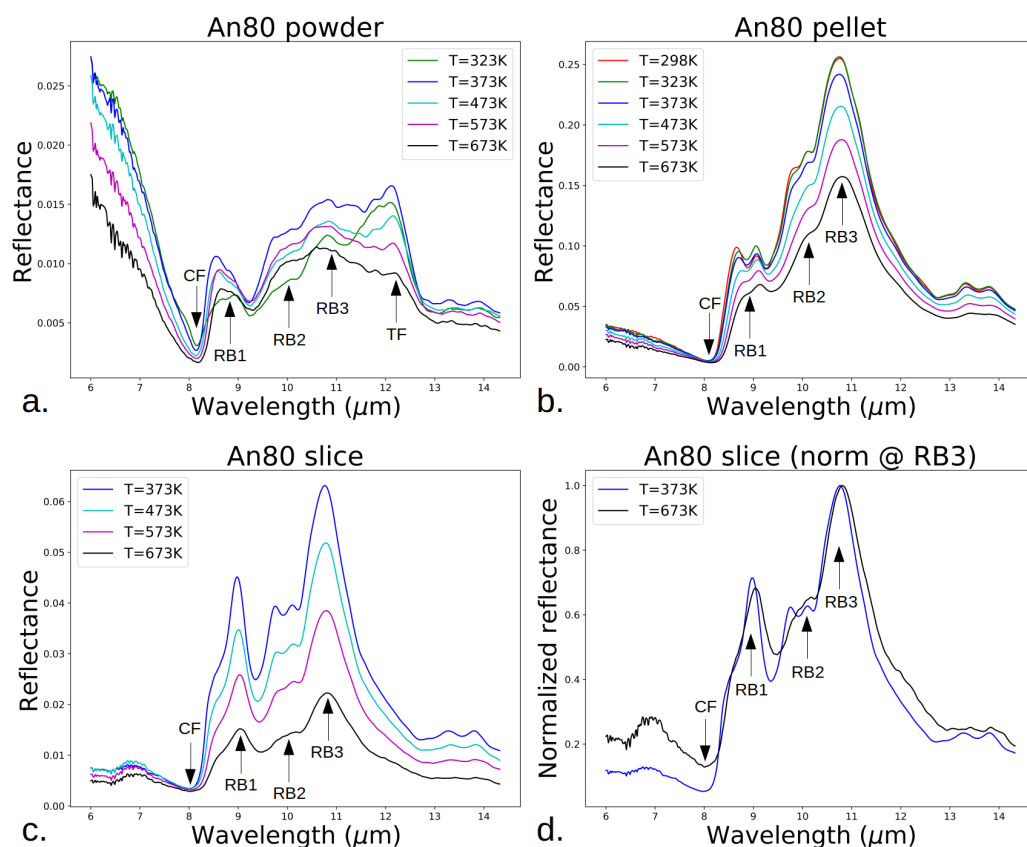 An80 powder
Reflectance
0.025
0.020
0.015
0.010
0.005
T=323K
T=373K
T=473K
T=573K
T=673K
CF
RB1
RB2
RB3
TF
6 7 8 9 10 11 12 13 14
Wavelength (μm)
a.
An80 pellet
Reflectance
0.25
0.20
0.15
0.10
0.05
0.00
T=298K
T=323K
T=373K
T=473K
T=573K
T=673K
CF
RB1
RB2
RB3
6 7 8 9 10 11 12 13 14
Wavelength (μm)
b.
An80 slice
Reflectance
0.06
0.05
0.04
0.03
0.02
0.01
0.00
T=373K
T=473K
T=573K
T=673K
CF
RB1
RB2
RB3
6 7 8 9 10 11 12 13 14
Wavelength (μm)
c.
An80 slice (norm @ RB3)
Normalized reflectance
1.0
0.8
0.6
0.4
0.2
T=373K
T=673K
CF
RB1
RB2
RB3
6 7 8 9 10 11 12 13 14
Wavelength (μm)
d.